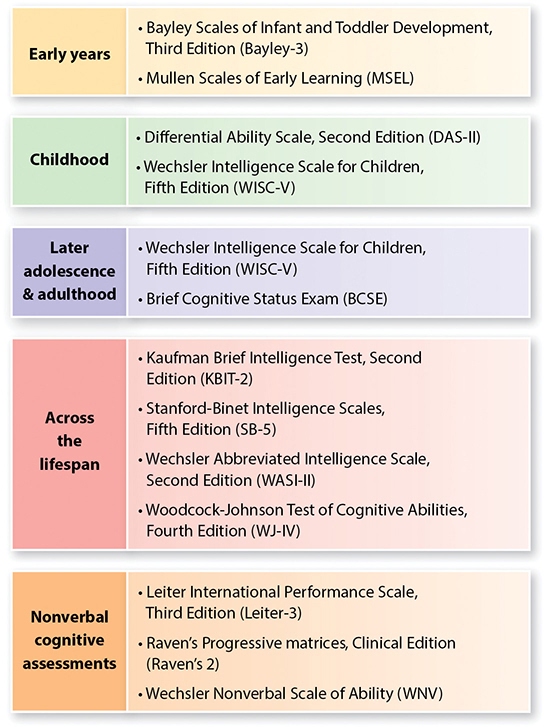 Early years
• Bayley Scales of Infant and Toddler Development,
Third Edition (Bayley-3)
• Mullen Scales of Early Learning (MSEL)
Childhood
• Differential Ability Scale, Second Edition (DAS-II)
• Wechsler Intelligence Scale for Children,
Fifth Edition (WISC-V)
Later
adolescence
& adulthood
• Wechsler Intelligence Scale for Children,
Fifth Edition (WISC-V)
• Brief Cognitive Status Exam (BCSE)
Across
the
lifespan
• Kaufman Brief Intelligence Test, Second
Edition (KBIT-2)
• Stanford-Binet Intelligence Scales,
Fifth Edition (SB-5)
• Wechsler Abbreviated Intelligence Scale,
Second Edition (WASI-II)
• Woodcock-Johnson Test of Cognitive Abilities,
Fourth Edition (WJ-IV)
Nonverbal
cognitive
assessments
• Leiter International Performance Scale,
Third Edition (Leiter-3)
• Raven’s Progressive matrices, Clinical Edition
(Raven’s 2)
• Wechsler Nonverbal Scale of Ability (WNV)